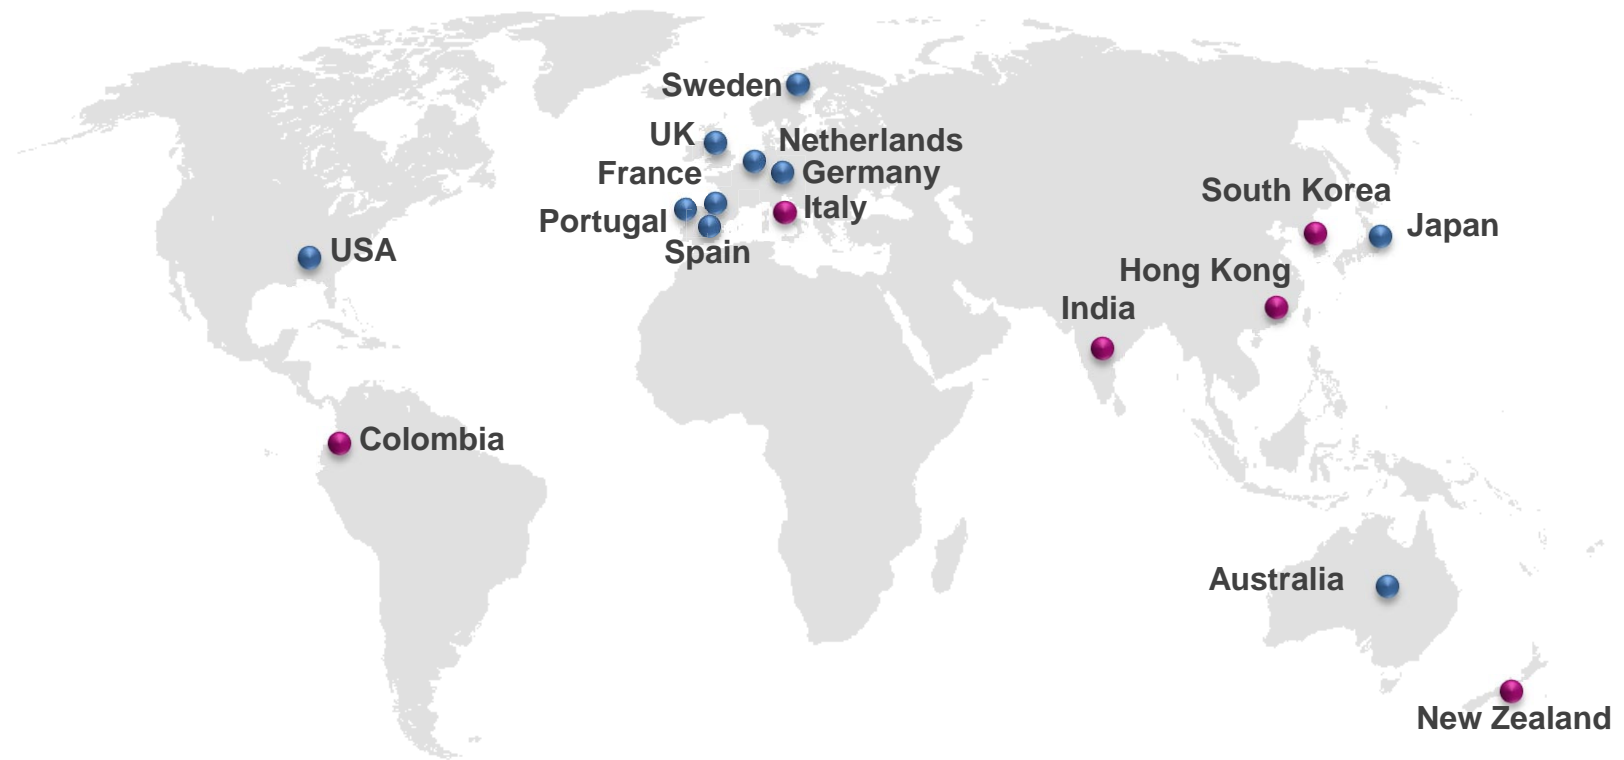 Sweden
UK
Netherlands
France
Germany
South Korea
Italy
Portugal
Japan
USA
Spain
Hong Kong
India
Colombia
Australia
New Zealand